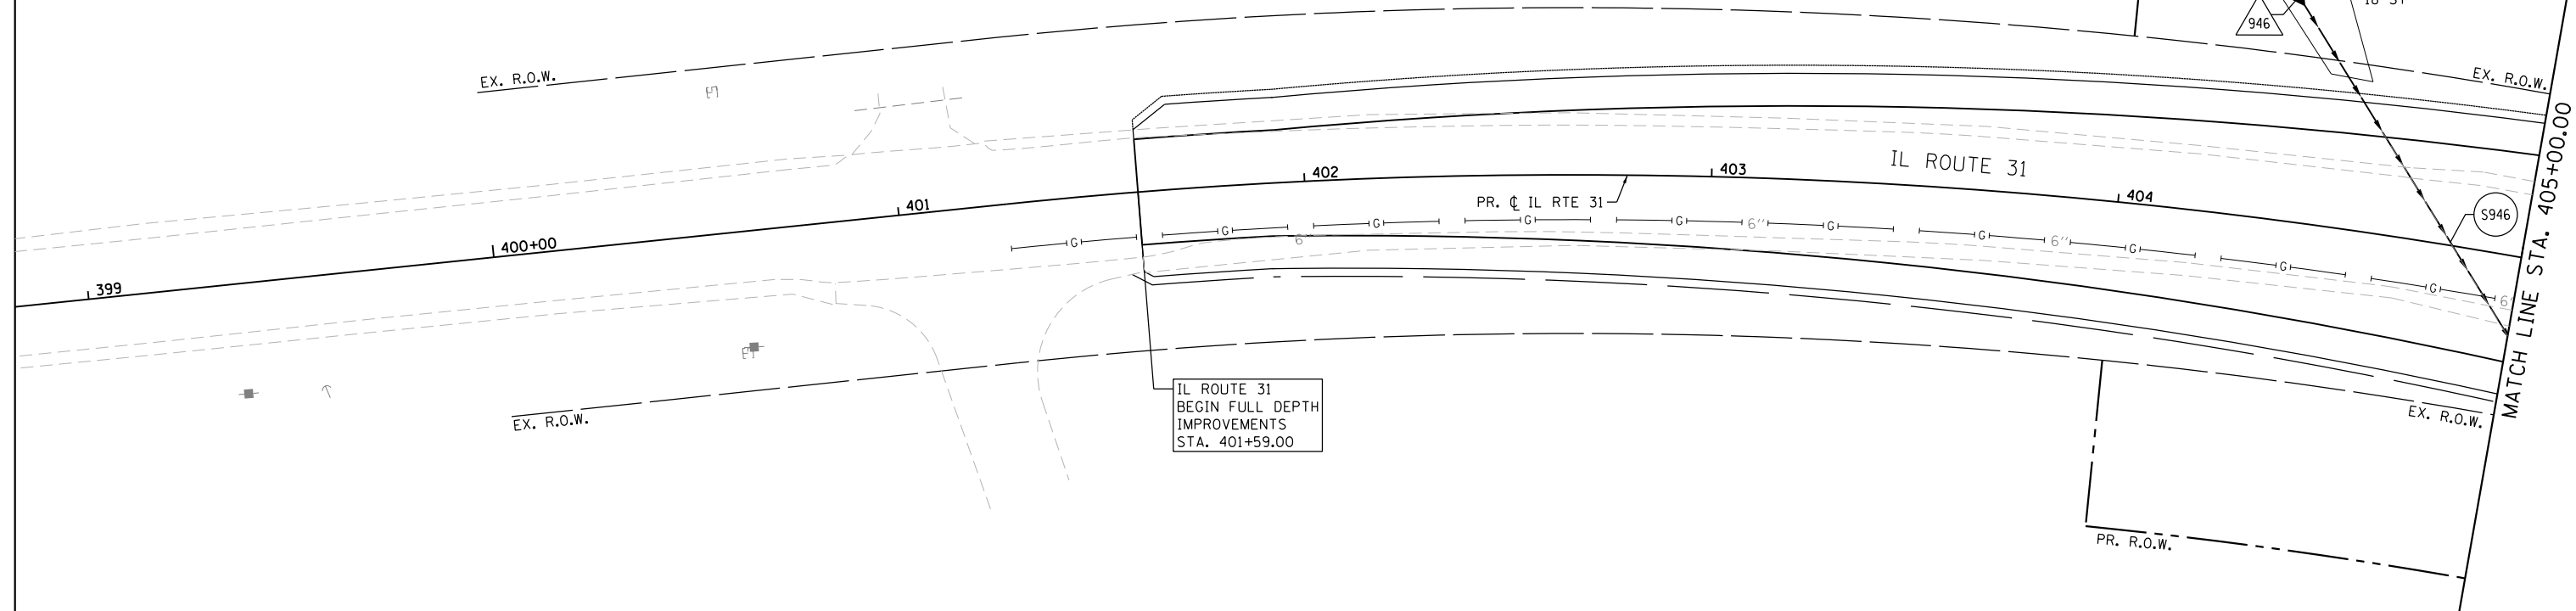 946
EX. R.O.W.
EX. R.O.W.
IL ROUTE 31
399
400+00
401
402
403
404
PR. ℄ IL RTE 31
G
G
G
G
G
G
G
G
G
G
6"
6"
6"
S946
MATCH LINE STA. 405+00.00
IL ROUTE 31
BEGIN FULL DEPTH
IMPROVEMENTS
STA. 401+59.00
EX. R.O.W.
EX. R.O.W.
PR. R.O.W.